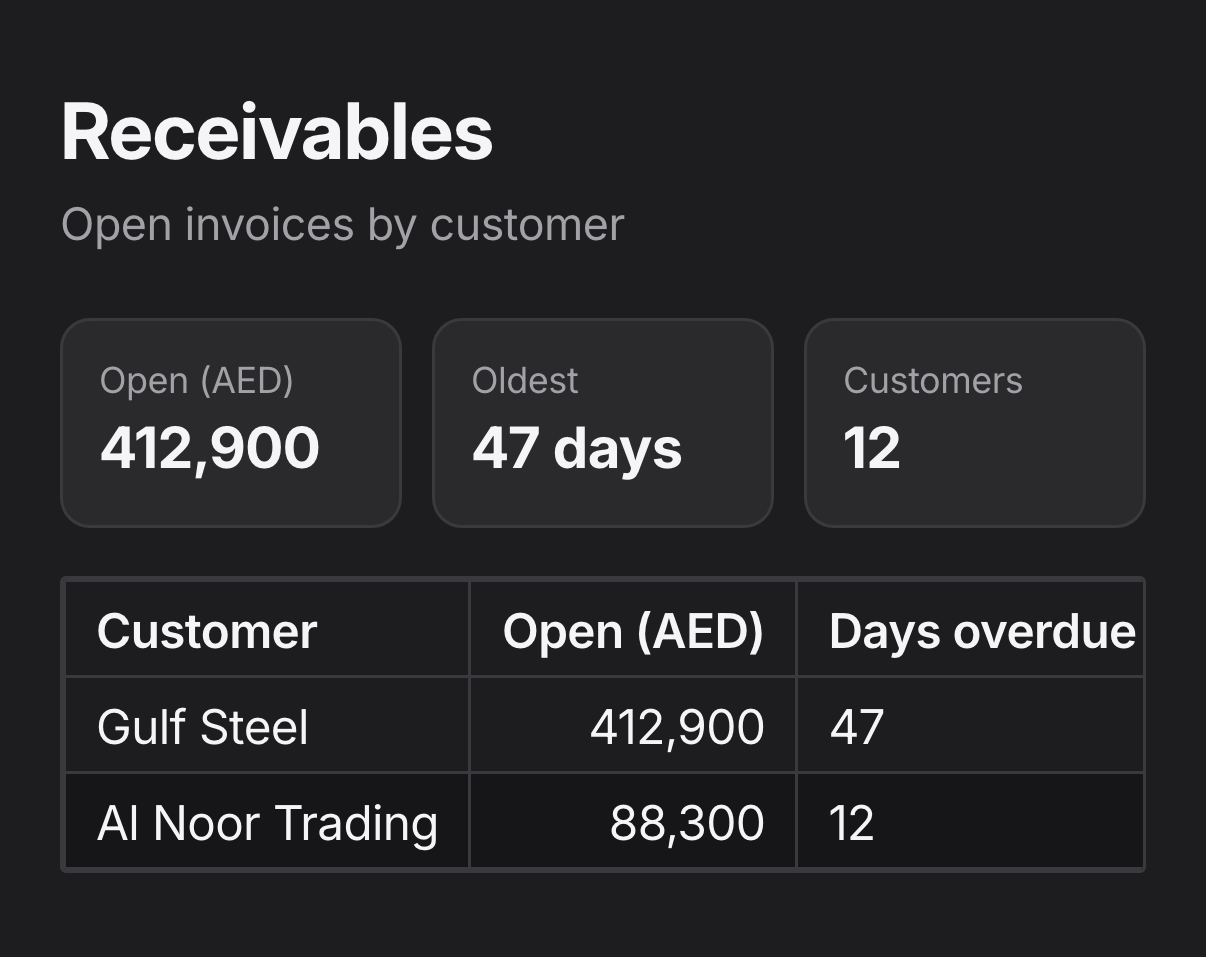 Receivables
Open invoices by customer
Open (AED) Oldest Customers
412,900 47 days 12
Customer Open (AED) Days overdue
Gulf Steel 412,900 47
Al Noor Trading 88,300 12